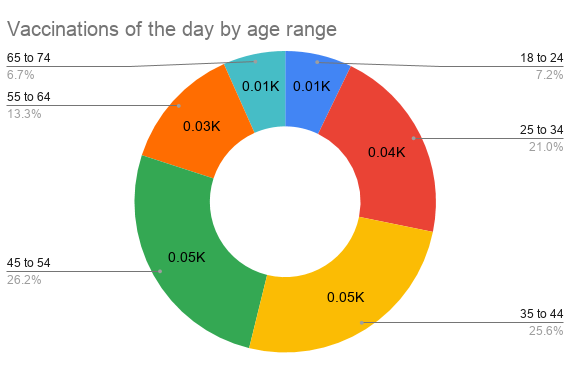 Vaccinations of the day by age range
65 to 74
6.7%
18 to 24
7.2%
0.01K
0.01K
55 to 64
13.3%
0.03K
25 to 34
21.0%
0.04K
45 to 54
26.2%
0.05K
0.05K
35 to 44
25.6%